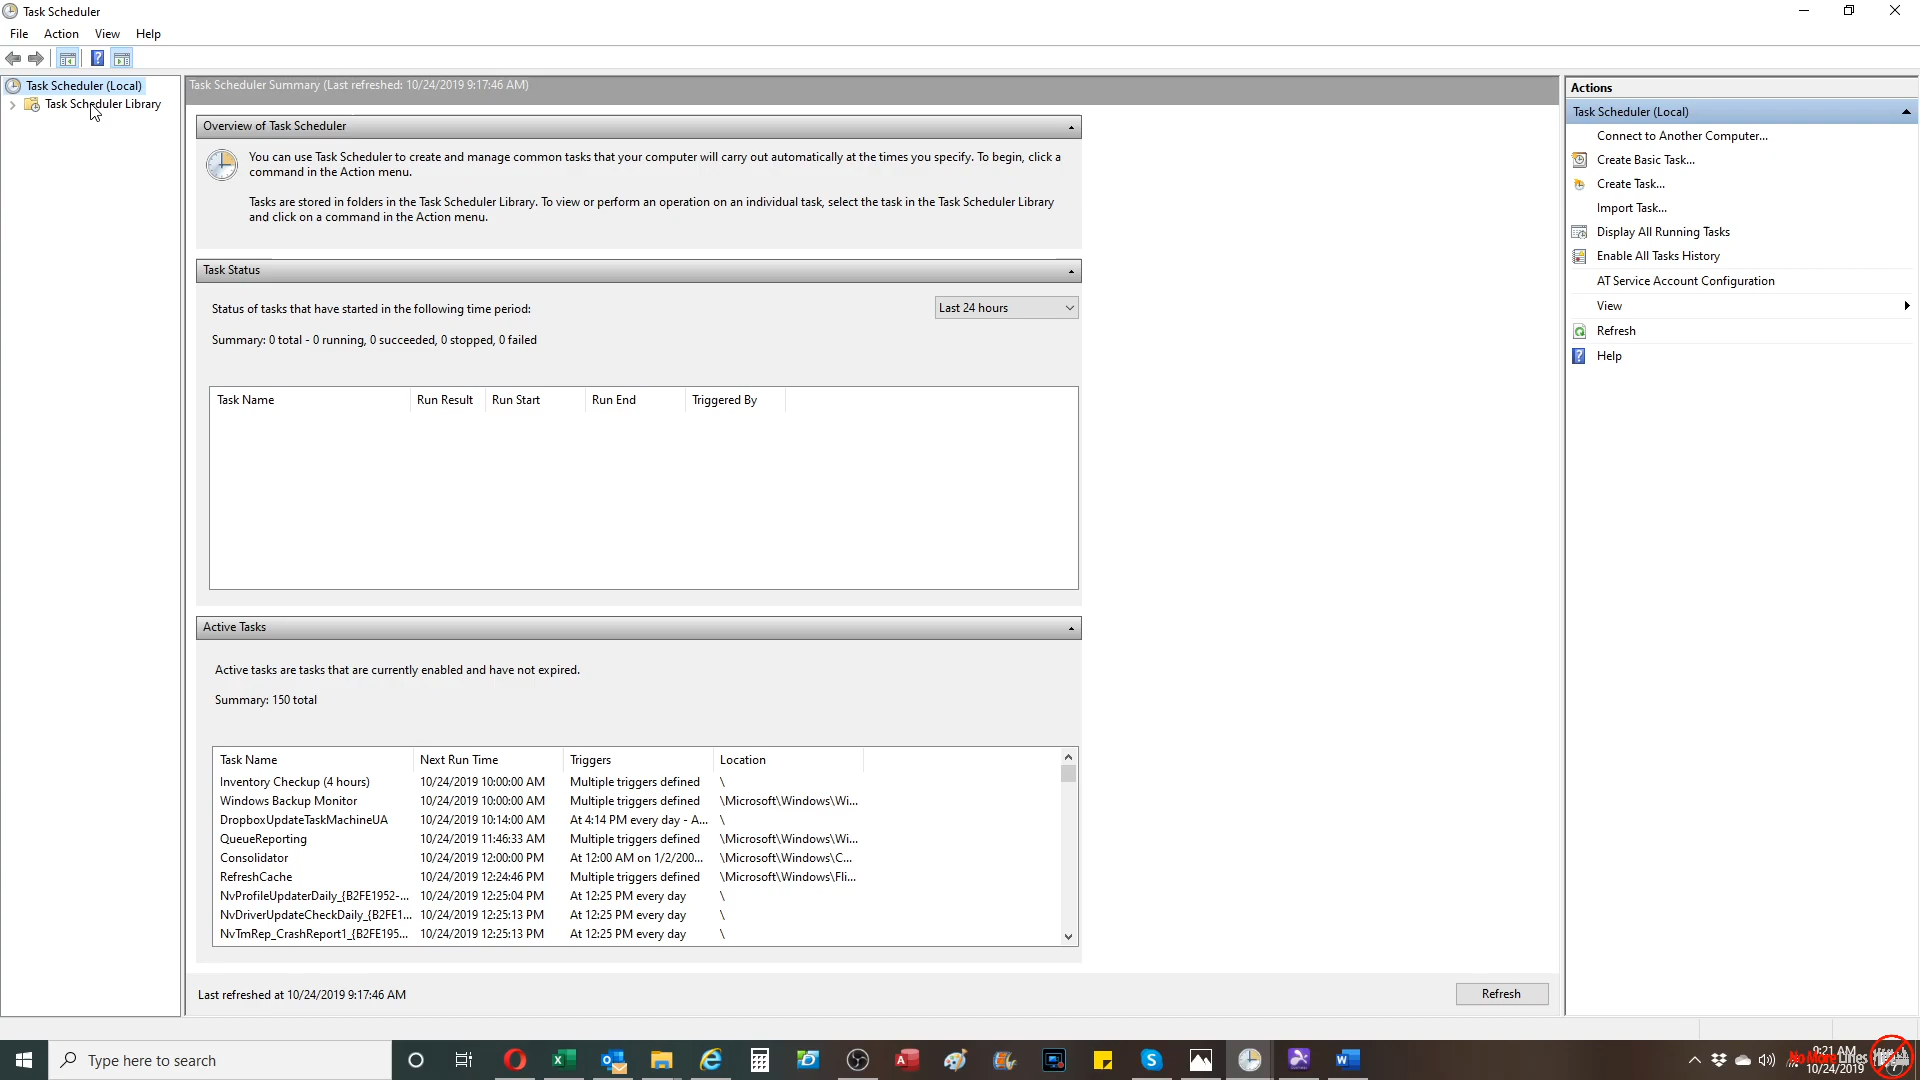 Task Scheduler
File Action View Help
Task Scheduler (Local)
Task Scheduler Library
Task Scheduler Summary (Last refreshed: 10/24/2019 9:17:46 AM)
Overview of Task Scheduler
You can use Task Scheduler to create and manage common tasks that your computer will carry out automatically at the times you specify. To begin, click a
command in the Action menu.
Tasks are stored in folders in the Task Scheduler Library. To view or perform an operation on an individual task, select the task in the Task Scheduler Library
and click on a command in the Action menu.
Task Status
Status of tasks that have started in the following time period:
Last 24 hours
Summary: 0 total - 0 running, 0 succeeded, 0 stopped, 0 failed
Task Name Run Result Run Start Run End Triggered By
Active Tasks
Active tasks are tasks that are currently enabled and have not expired.
Summary: 150 total
Task Name Next Run Time Triggers Location
Inventory Checkup (4 hours) 10/24/2019 10:00:00 AM Multiple triggers defined \
Windows Backup Monitor 10/24/2019 10:00:00 AM Multiple triggers defined \Microsoft\Windows\Wi...
DropboxUpdateTaskMachineUA 10/24/2019 10:14:00 AM At 4:14 PM every day - A... \
QueueReporting 10/24/2019 11:46:33 AM Multiple triggers defined \Microsoft\Windows\Wi...
Consolidator 10/24/2019 12:00:00 PM At 12:00 AM on 1/2/200... \Microsoft\Windows\C...
RefreshCache 10/24/2019 12:24:46 PM Multiple triggers defined \Microsoft\Windows\Fli...
NvProfileUpdaterDaily_{B2FE1952-... 10/24/2019 12:25:04 PM At 12:25 PM every day \
NvDriverUpdateCheckDaily_{B2FE1... 10/24/2019 12:25:13 PM At 12:25 PM every day \
NvTmRep_CrashReport1_{B2FE195... 10/24/2019 12:25:13 PM At 12:25 PM every day \
Last refreshed at 10/24/2019 9:17:46 AM
Refresh
Actions
Task Scheduler (Local)
Connect to Another Computer...
Create Basic Task...
Create Task...
Import Task...
Display All Running Tasks
Enable All Tasks History
AT Service Account Configuration
View
Refresh
Help
Type here to search
9:21 AM
No More Lines
10/24/2019